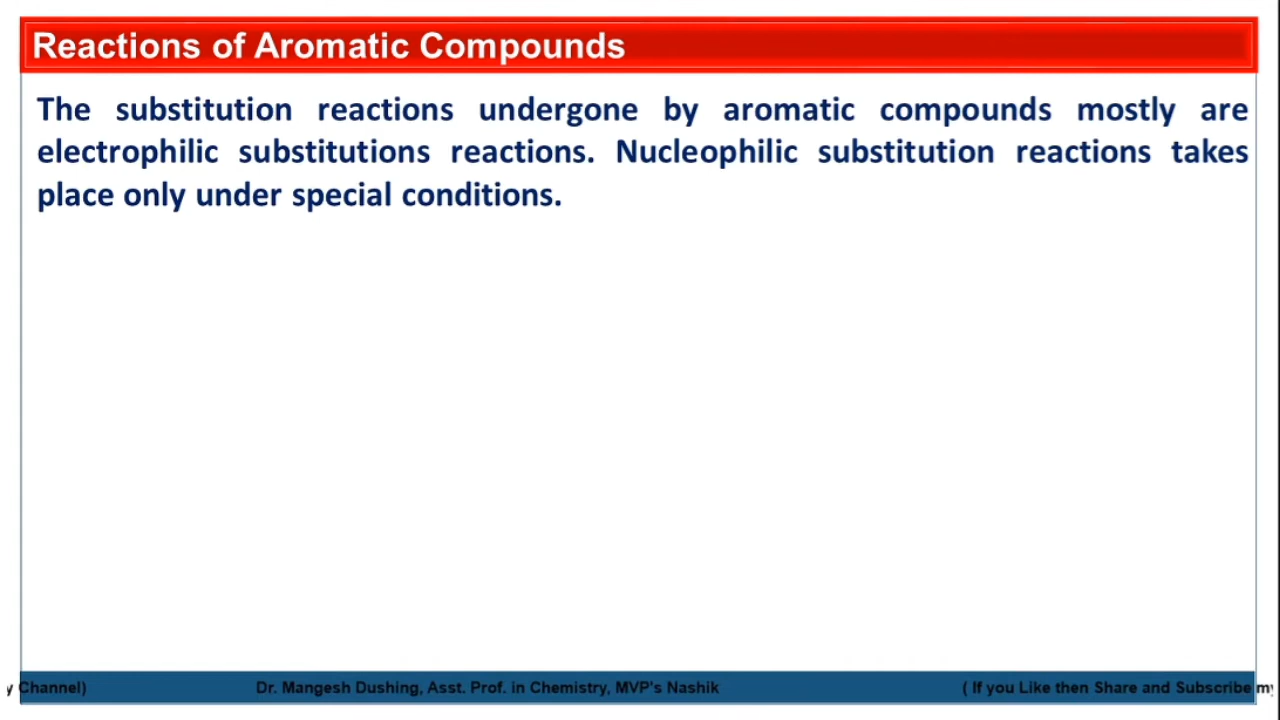 Reactions of Aromatic Compounds
The substitution reactions undergone by aromatic compounds mostly are
electrophilic substitutions reactions. Nucleophilic substitution reactions takes
place only under special conditions.
y Channel) Dr. Mangesh Dushing, Asst. Prof. in Chemistry, MVP's Nashik ( If you Like then Share and Subscribe my